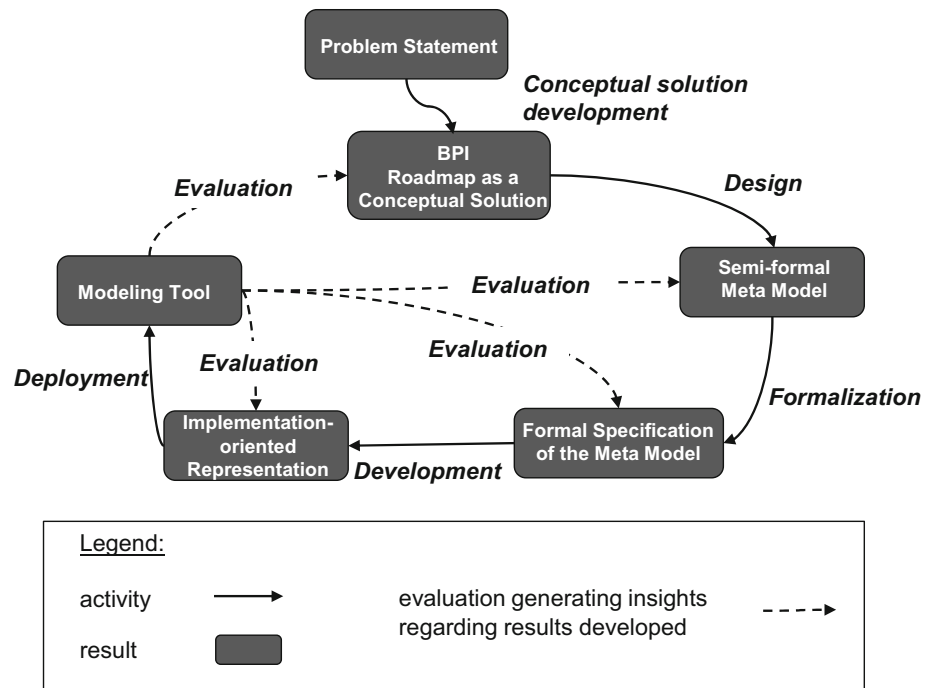 Problem Statement
Conceptual solution
development
BPI
Roadmap as a
Conceptual Solution
Evaluation
Design
Semi-formal
Meta Model
Modeling Tool
Evaluation
Evaluation
Evaluation
Deployment
Formalization
Implementation-
oriented
Representation
Formal Specification
of the Meta Model
Development
Legend:
activity
evaluation generating insights
regarding results developed
result